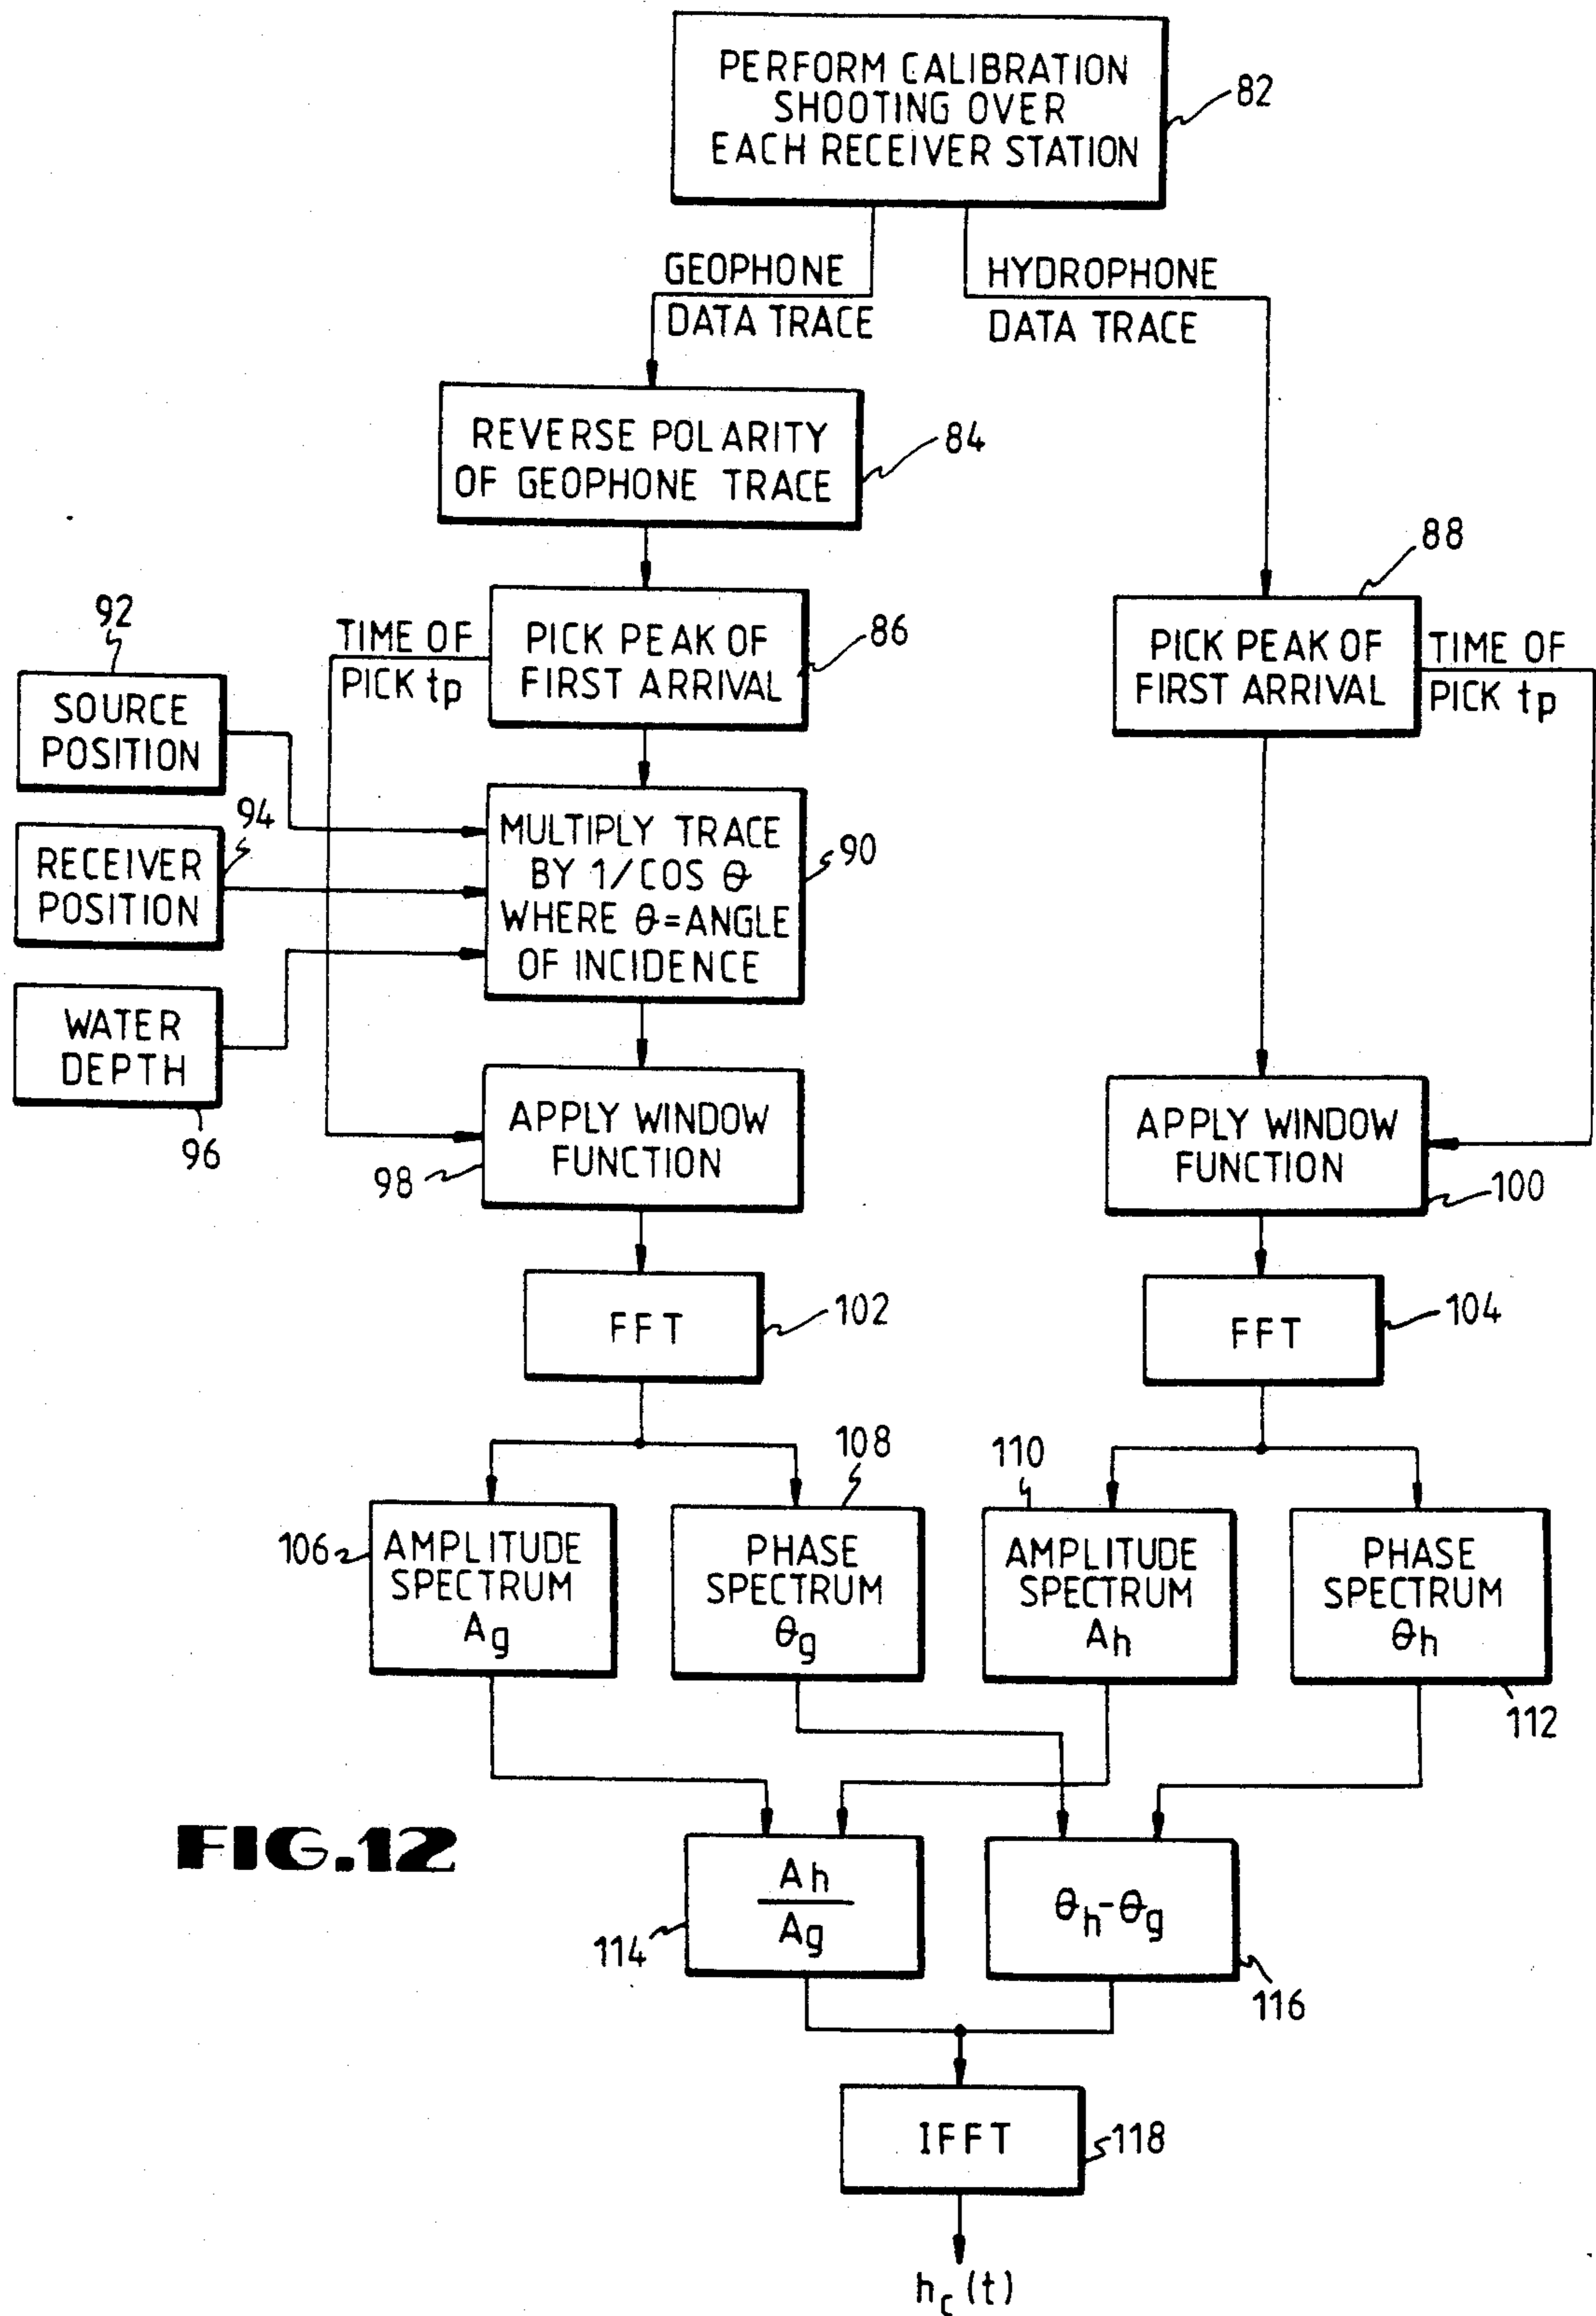 PERFORM CALIBRATION
SHOOTING OVER
EACH RECEIVER STATION
82
GEOPHONE
DATA TRACE
HYDROPHONE
DATA TRACE
REVERSE POLARITY
OF GEOPHONE TRACE
84
88
92
TIME OF
PICK tp
PICK PEAK OF
FIRST ARRIVAL
86
PICK PEAK OF
FIRST ARRIVAL
TIME OF
PICK tp
SOURCE
POSITION
94
RECEIVER
POSITION
MULTIPLY TRACE
BY 1/COS θ
WHERE θ=ANGLE
OF INCIDENCE
90
WATER
DEPTH
96
APPLY WINDOW
FUNCTION
98
APPLY WINDOW
FUNCTION
100
FFT
102
FFT
104
108
110
106
AMPLITUDE
SPECTRUM
Ag
PHASE
SPECTRUM
θg
AMPLITUDE
SPECTRUM
Ah
PHASE
SPECTRUM
θh
112
FIG.12
Ah
Ag
114
θh-θg
116
IFFT
118
hc(t)